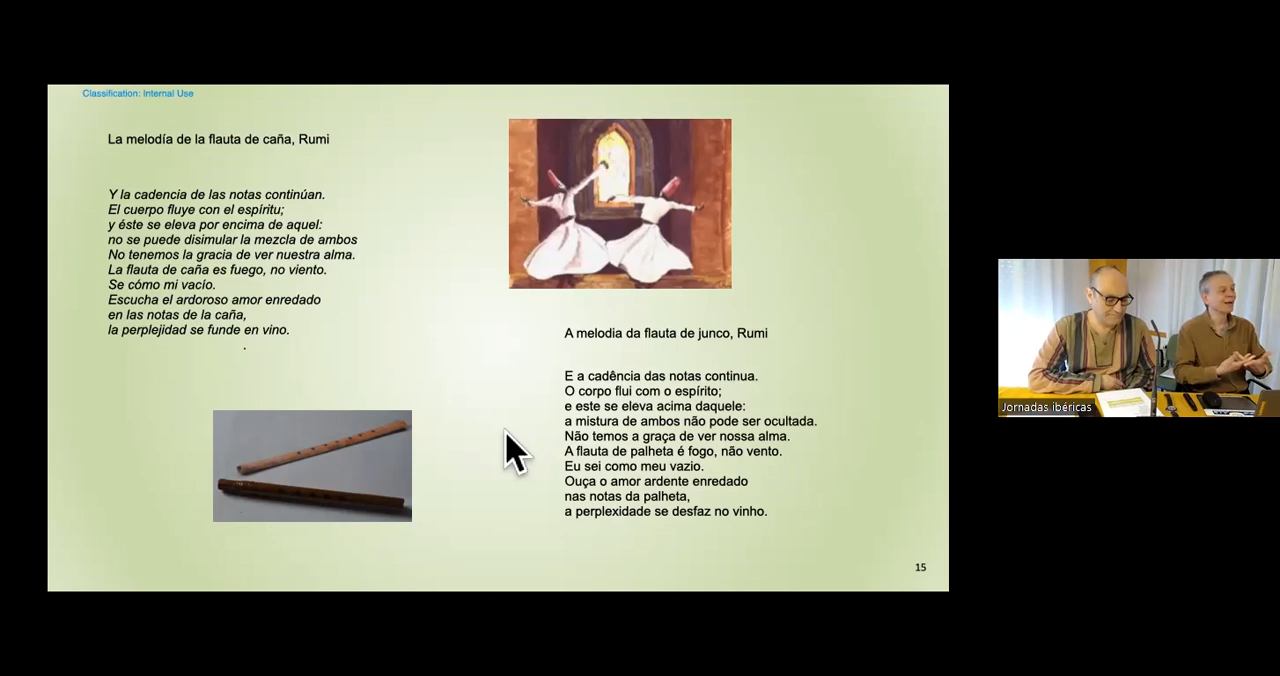 Classification: Internal Use
La melodía de la flauta de caña, Rumi
Y la cadencia de las notas continúan.
El cuerpo fluye con el espíritu;
y éste se eleva por encima de aquel:
no se puede disimular la mezcla de ambos
No tenemos la gracia de ver nuestra alma.
La flauta de caña es fuego, no viento.
Se cómo mi vacío.
Escucha el ardoroso amor enredado
en las notas de la caña,
la perplejidad se funde en vino.
.
A melodia da flauta de junco, Rumi
E a cadência das notas continua.
O corpo flui com o espírito;
e este se eleva acima daquele:
a mistura de ambos não pode ser ocultada.
Não temos a graça de ver nossa alma.
A flauta de palheta é fogo, não vento.
Eu sei como meu vazio.
Ouça o amor ardente enredado
nas notas da palheta,
a perplexidade se desfaz no vinho.
15
Jornadas ibéricas